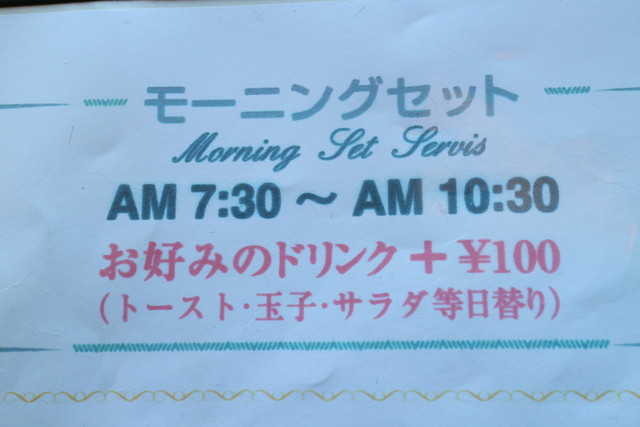 モーニングセット
Morning Set Servis
AM 7:30 ～ AM 10:30
お好みのドリンク＋¥100
(トースト・玉子・サラダ等日替り)